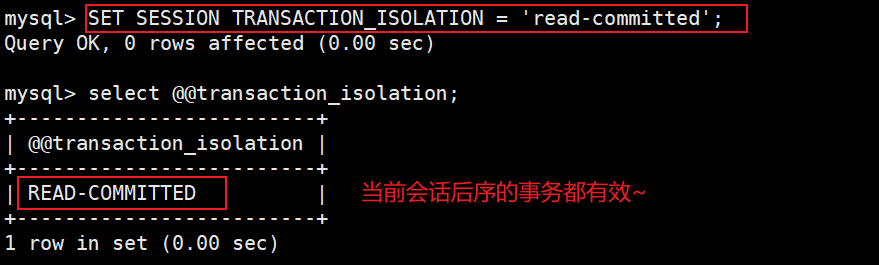 mysql> SET SESSION TRANSACTION_ISOLATION = 'read-committed';
Query OK, 0 rows affected (0.00 sec)
mysql> select @@transaction_isolation;
+-------------------------+
| @@transaction_isolation |
+-------------------------+
| READ-COMMITTED          | 当前会话后序的事务都有效~
+-------------------------+
1 row in set (0.00 sec)